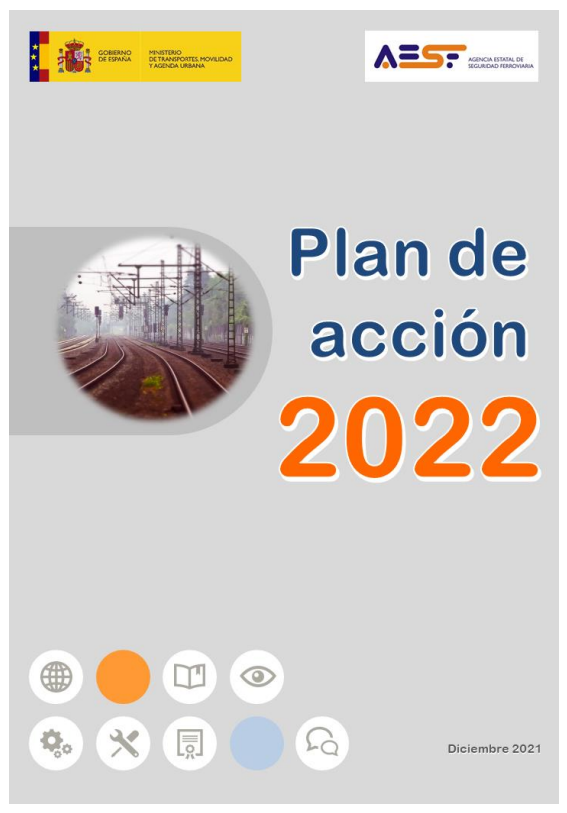 GOBIERNO
DE ESPAÑA
MINISTERIO
DE TRANSPORTES, MOVILIDAD
Y AGENDA URBANA
AESF
AGENCIA ESTATAL DE
SEGURIDAD FERROVIARIA
Plan de
acción
2022
Diciembre 2021